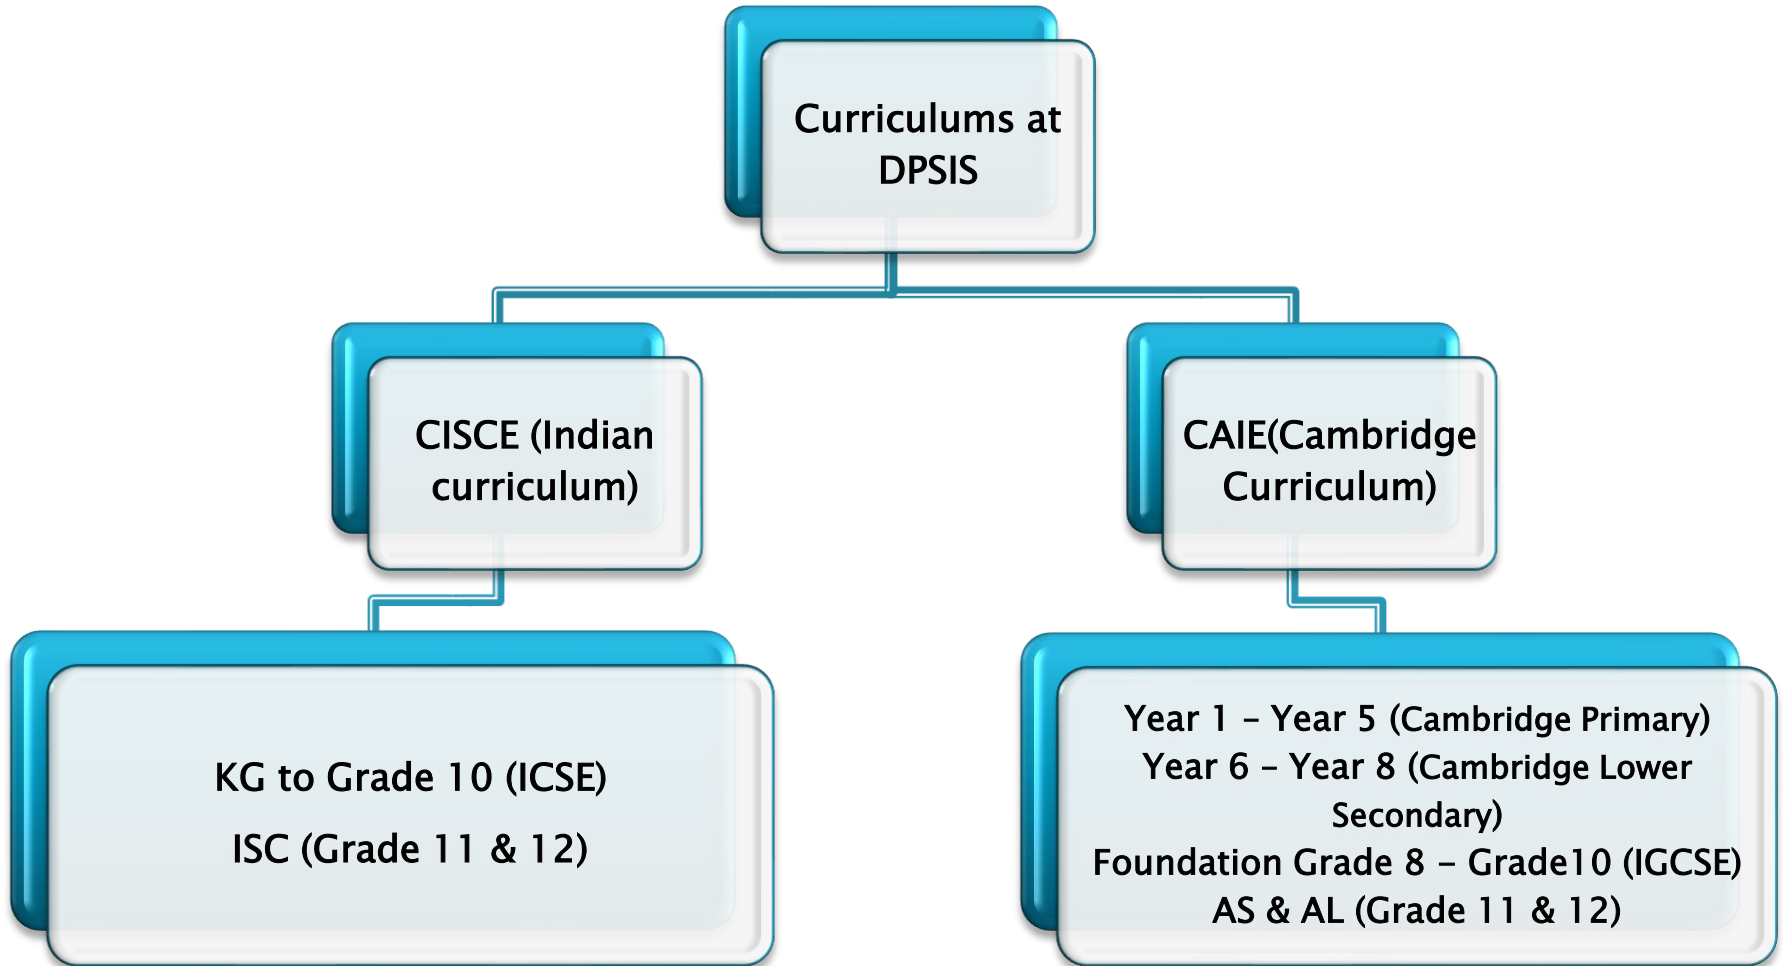 Curriculums at
DPSIS
CISCE (Indian
curriculum)
CAIE(Cambridge
Curriculum)
KG to Grade 10 (ICSE)
ISC (Grade 11 & 12)
Year 1 – Year 5 (Cambridge Primary)
Year 6 – Year 8 (Cambridge Lower
Secondary)
Foundation Grade 8 – Grade10 (IGCSE)
AS & AL (Grade 11 & 12)